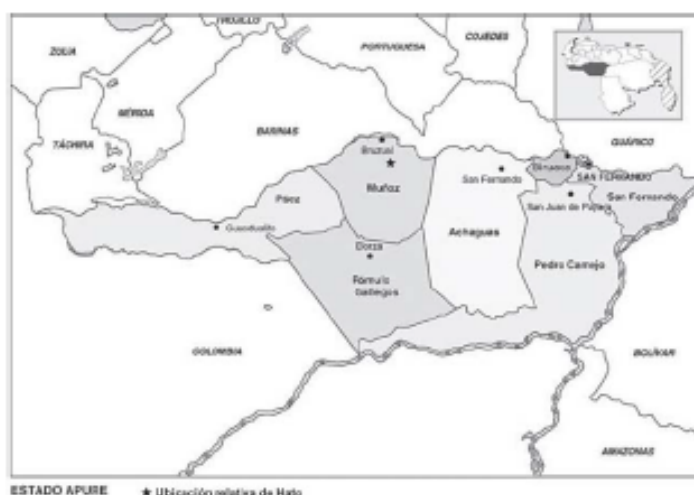 TRUJILLO
COJEDES
PORTUGUESA
ZULIA
MÉRIDA
TÁCHIRA
BARINAS
GUÁRICO
Bruzual
Muñoz
San Fernando
Biruaca
SAN FERNANDO
Páez
San Fernando
San Juan de Payara
Guasdualito
Achaguas
Elorza
Pedro Camejo
Rómulo
Gallegos
COLOMBIA
BOLÍVAR
AMAZONAS
ESTADO APURE ★ Ubicación relativa de Hato